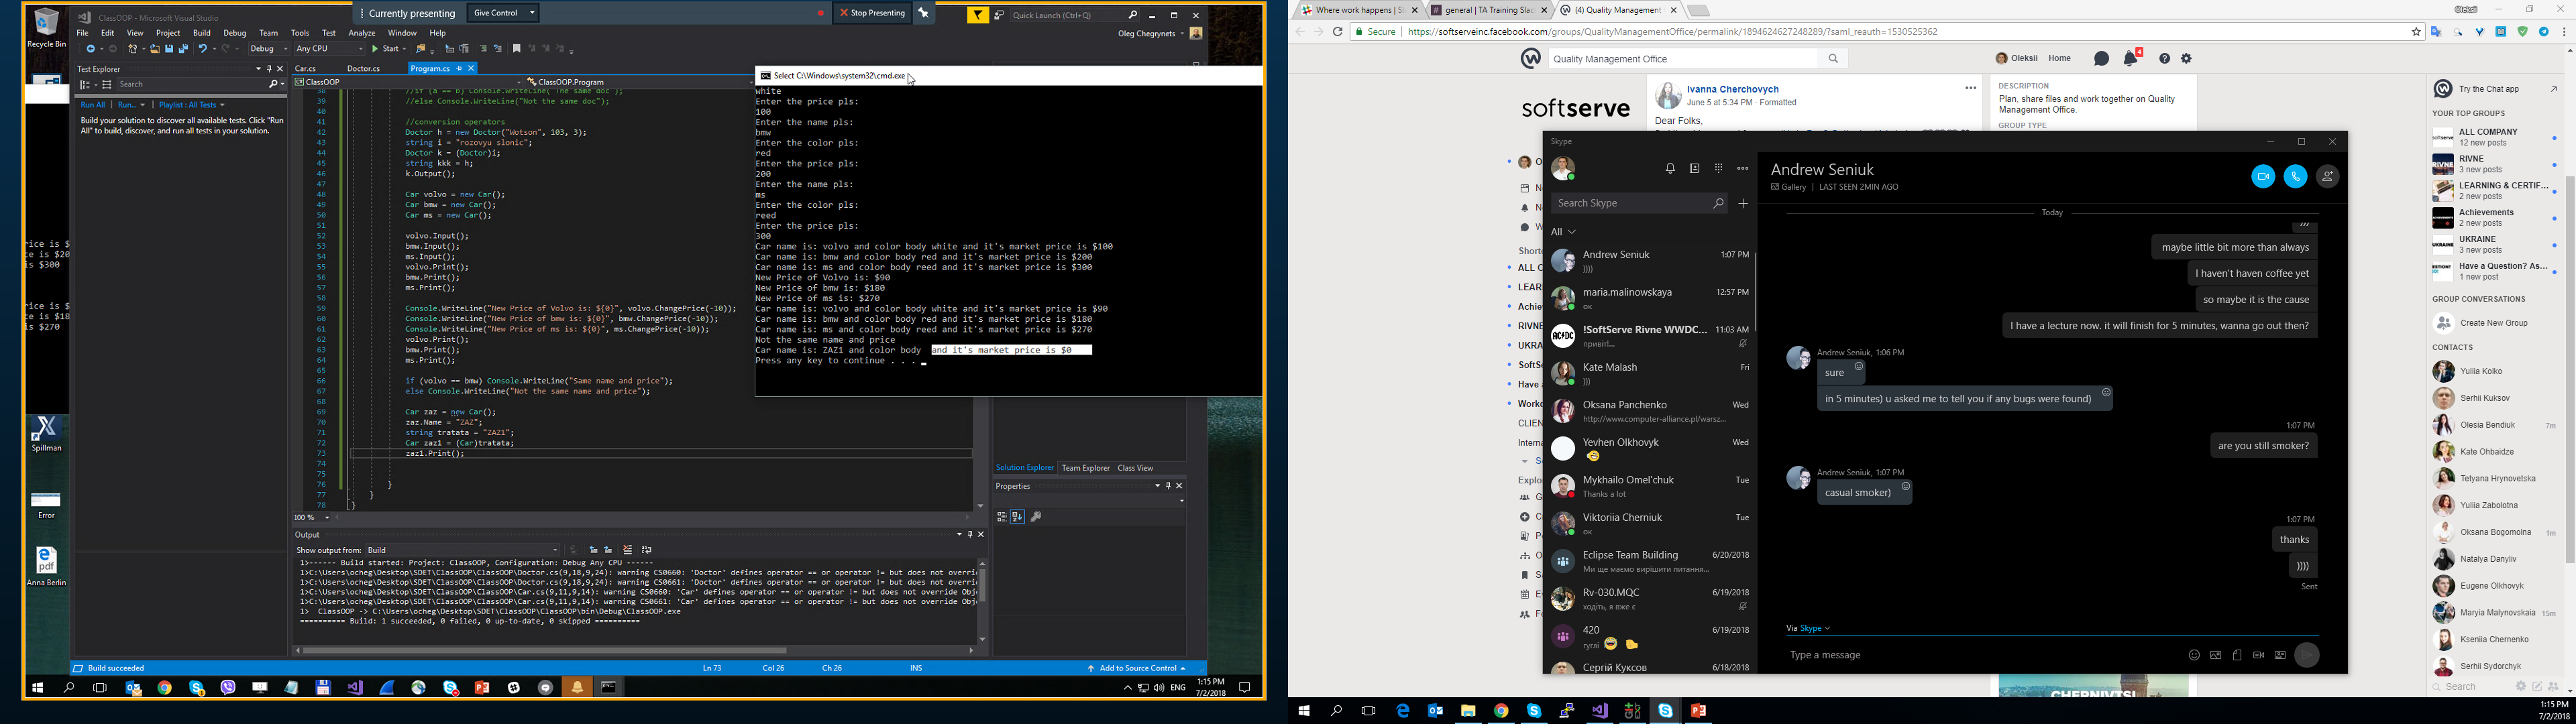 Recycle Bin
ClassOOP - Microsoft Visual Studio
Currently presenting
Give Control
Stop Presenting
Quick Launch (Ctrl+Q)
File Edit View Project Build Debug Team Tools Test Analyze Window Help
Oleg Chegrynets
Debug Any CPU Start
Test Explorer
Search
Run All | Run... | Playlist : All Tests
Build your solution to discover all available tests. Click "Run
All" to build, discover, and run all tests in your solution.
Car.cs Doctor.cs Program.cs
ClassOOP ClassOOP.Program
38 //if (a == b) Console.WriteLine("The same doc");
39 //else Console.WriteLine("Not the same doc");
40
41 //conversion operators
42 Doctor h = new Doctor("Wotson", 103, 3);
43 string i = "rozovyu slonic";
44 Doctor k = (Doctor)i;
45 string kkk = h;
46 k.Output();
47
48 Car volvo = new Car();
49 Car bmw = new Car();
50 Car ms = new Car();
51
52 volvo.Input();
53 bmw.Input();
54 ms.Input();
55 volvo.Print();
56 bmw.Print();
57 ms.Print();
58
59 Console.WriteLine("New Price of Volvo is: ${0}", volvo.ChangePrice(-10));
60 Console.WriteLine("New Price of bmw is: ${0}", bmw.ChangePrice(-10));
61 Console.WriteLine("New Price of ms is: ${0}", ms.ChangePrice(-10));
62 volvo.Print();
63 bmw.Print();
64 ms.Print();
65
66 if (volvo == bmw) Console.WriteLine("Same name and price");
67 else Console.WriteLine("Not the same name and price");
68
69 Car zaz = new Car();
70 zaz.Name = "ZAZ";
71 string tratata = "ZAZ1";
72 Car zaz1 = (Car)tratata;
73 zaz1.Print();
74
75
76 }
77 }
78 }
100 %
Select C:\Windows\system32\cmd.exe
white
Enter the price pls:
100
Enter the name pls:
bmw
Enter the color pls:
red
Enter the price pls:
200
Enter the name pls:
ms
Enter the color pls:
reed
Enter the price pls:
300
Car name is: volvo and color body white and it's market price is $100
Car name is: bmw and color body red and it's market price is $200
Car name is: ms and color body reed and it's market price is $300
New Price of Volvo is: $90
New Price of bmw is: $180
New Price of ms is: $270
Car name is: volvo and color body white and it's market price is $90
Car name is: bmw and color body red and it's market price is $180
Car name is: ms and color body reed and it's market price is $270
Not the same name and price
Car name is: ZAZ1 and color body and it's market price is $0
Press any key to continue . . .
Spillman
Error
Anna Berlin
Solution Explorer Team Explorer Class View
Properties
Output
Show output from: Build
1>------ Build started: Project: ClassOOP, Configuration: Debug Any CPU ------
1>C:\Users\ocheg\Desktop\SDET\ClassOOP\ClassOOP\Doctor.cs(9,18,9,24): warning CS0660: 'Doctor' defines operator == or operator != but does not overri
1>C:\Users\ocheg\Desktop\SDET\ClassOOP\ClassOOP\Doctor.cs(9,18,9,24): warning CS0661: 'Doctor' defines operator == or operator != but does not overri
1>C:\Users\ocheg\Desktop\SDET\ClassOOP\ClassOOP\Car.cs(9,11,9,14): warning CS0660: 'Car' defines operator == or operator != but does not override Obj
1>C:\Users\ocheg\Desktop\SDET\ClassOOP\ClassOOP\Car.cs(9,11,9,14): warning CS0661: 'Car' defines operator == or operator != but does not override Obj
1> ClassOOP -> C:\Users\ocheg\Desktop\SDET\ClassOOP\ClassOOP\bin\Debug\ClassOOP.exe
========== Build: 1 succeeded, 0 failed, 0 up-to-date, 0 skipped ==========
Build succeeded Ln 73 Col 26 Ch 26 INS Add to Source Control
ENG 1:15 PM
7/2/2018
Where work happens | Sl
general | TA Training Slac
(4) Quality Management
Oleksii
Secure | https://softserveinc.facebook.com/groups/QualityManagementOffice/permalink/1894624627248289/?saml_reauth=1530525362
Quality Management Office
Oleksii Home 4
softserve
Ivanna Cherchovych
June 5 at 5:34 PM · Formatted
Dear Folks,
DESCRIPTION
Plan, share files and work together on Quality
Management Office.
GROUP TYPE
Skype
Search Skype
All
Andrew Seniuk 1:07 PM
))))
maria.malinowskaya 12:57 PM
ок
!SoftServe Rivne WWDC... 11:03 AM
привіт!...
Kate Malash Fri
)))
Oksana Panchenko Wed
http://www.computer-alliance.pl/warsz...
Yevhen Olkhovyk Wed
Mykhailo Omel'chuk Tue
Thanks a lot
Viktoriia Cherniuk Tue
ок
Eclipse Team Building 6/20/2018
Ми ще маємо вирішити питання...
Rv-030.MQC 6/19/2018
ходіть, я вже є
420 6/19/2018
гуглі
Сергій Куксов 6/18/2018
Andrew Seniuk
Gallery | LAST SEEN 2MIN AGO
Today
)))
maybe little bit more than always
I haven't haven coffee yet
so maybe it is the cause
I have a lecture now. it will finish for 5 minutes, wanna go out then?
Andrew Seniuk, 1:06 PM
sure
in 5 minutes) u asked me to tell you if any bugs were found)
1:07 PM
are you still smoker?
Andrew Seniuk, 1:07 PM
casual smoker)
1:07 PM
thanks
))))
Sent
Via Skype
Type a message
Try the Chat app
YOUR TOP GROUPS
ALL COMPANY
12 new posts
RIVNE
3 new posts
LEARNING & CERTIF...
2 new posts
Achievements
2 new posts
UKRAINE
3 new posts
Have a Question? As...
1 new post
GROUP CONVERSATIONS
Create New Group
CONTACTS
Yuliia Kolko
Serhii Kuksov
Olesia Bendiuk 7m
Kate Ohbaidze
Tetyana Hrynovetska
Yuliia Zabolotna
Oksana Bogomolna 1m
Natalya Danyliv
Eugene Olkhovyk
Maryia Malynovskaia 15m
Kseniia Chernenko
Serhii Sydorchyk
Search
CHERNIVTSI
1:15 PM
7/2/2018